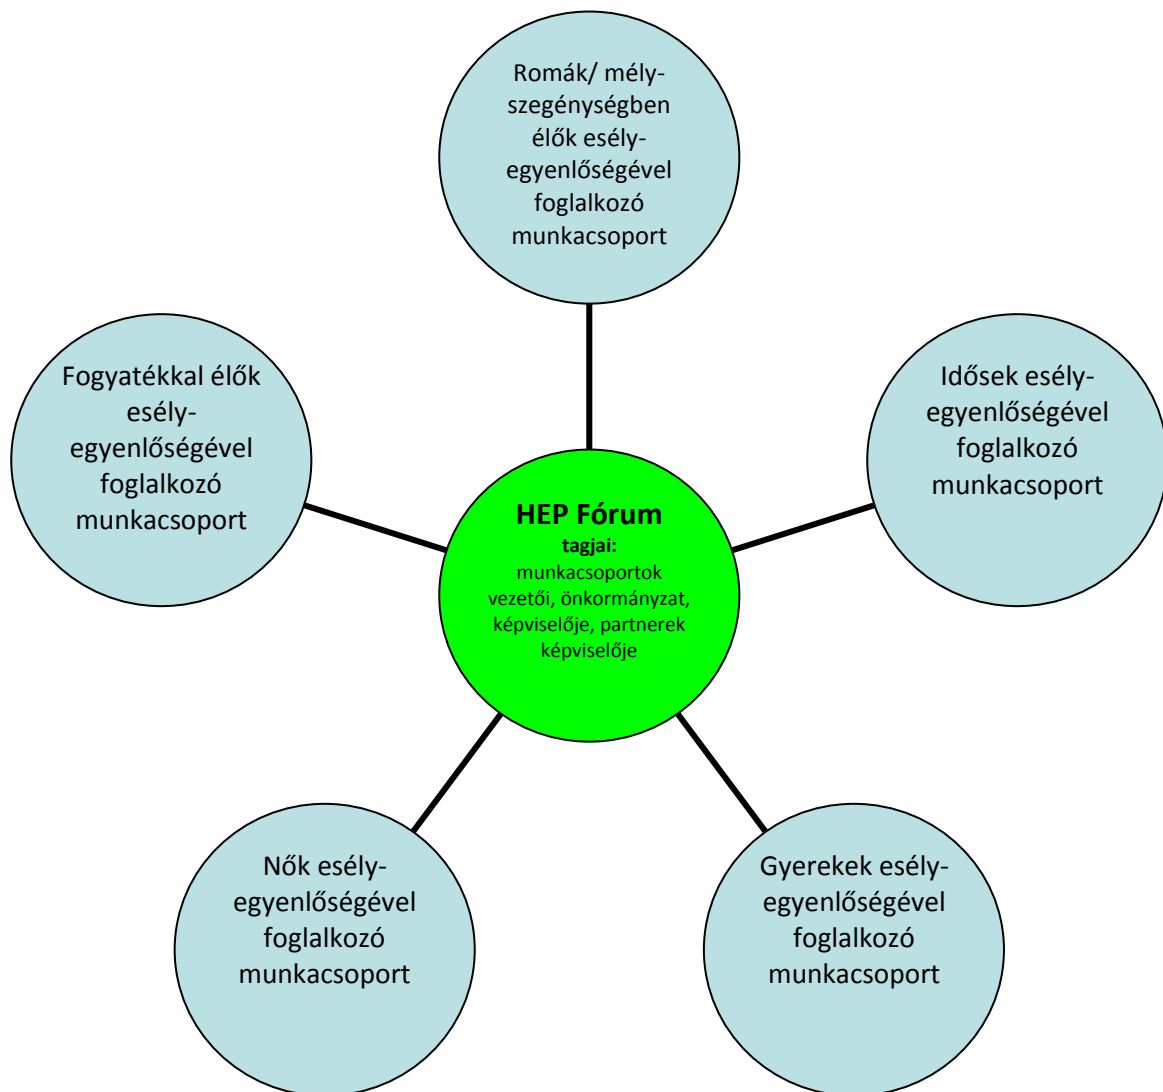 Romák/ mély-
szegénységben
élők esély-
egyenlőségével
foglalkozó
munkacsoport
Fogyatékkal élők
esély-
egyenlőségével
foglalkozó
munkacsoport
Idősek esély-
egyenlőségével
foglalkozó
munkacsoport
HEP Fórum
tagjai:
munkacsoportok
vezetői, önkormányzat,
képviselője, partnerek
képviselője
Nők esély-
egyenlőségével
foglalkozó
munkacsoport
Gyerekek esély-
egyenlőségével
foglalkozó
munkacsoport